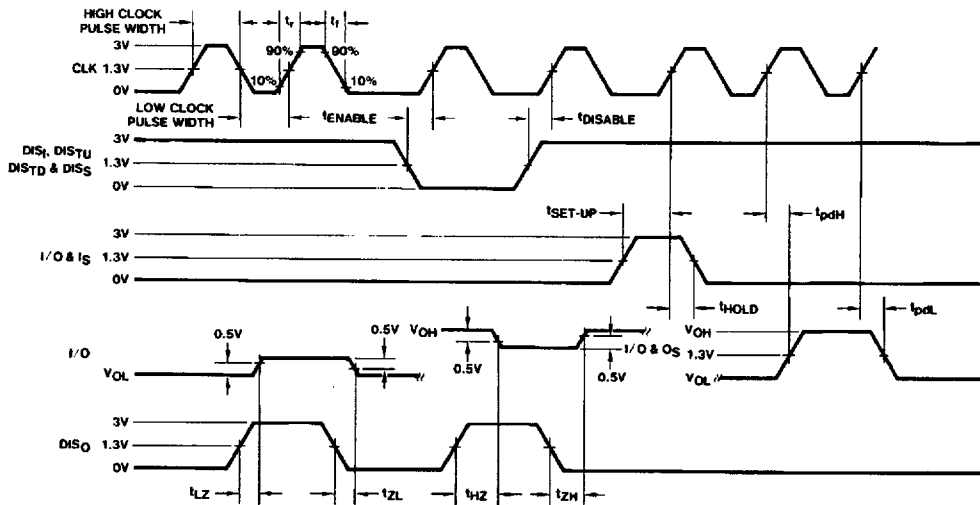 HIGH CLOCK
PULSE WIDTH
tr
tf
3V
90%
90%
CLK 1.3V
10%
10%
0V
LOW CLOCK
PULSE WIDTH
tENABLE
tDISABLE
3V
DISI, DISTU
DISTD & DISS
1.3V
0V
tSET-UP
tpdH
3V
I/O & IS
1.3V
0V
tHOLD
tpdL
0.5V
0.5V
VOH
VOH
I/O
I/O & OS
1.3V
0.5V
0.5V
VOL
VOL
3V
DISO
1.3V
0V
tLZ
tZL
tHZ
tZH